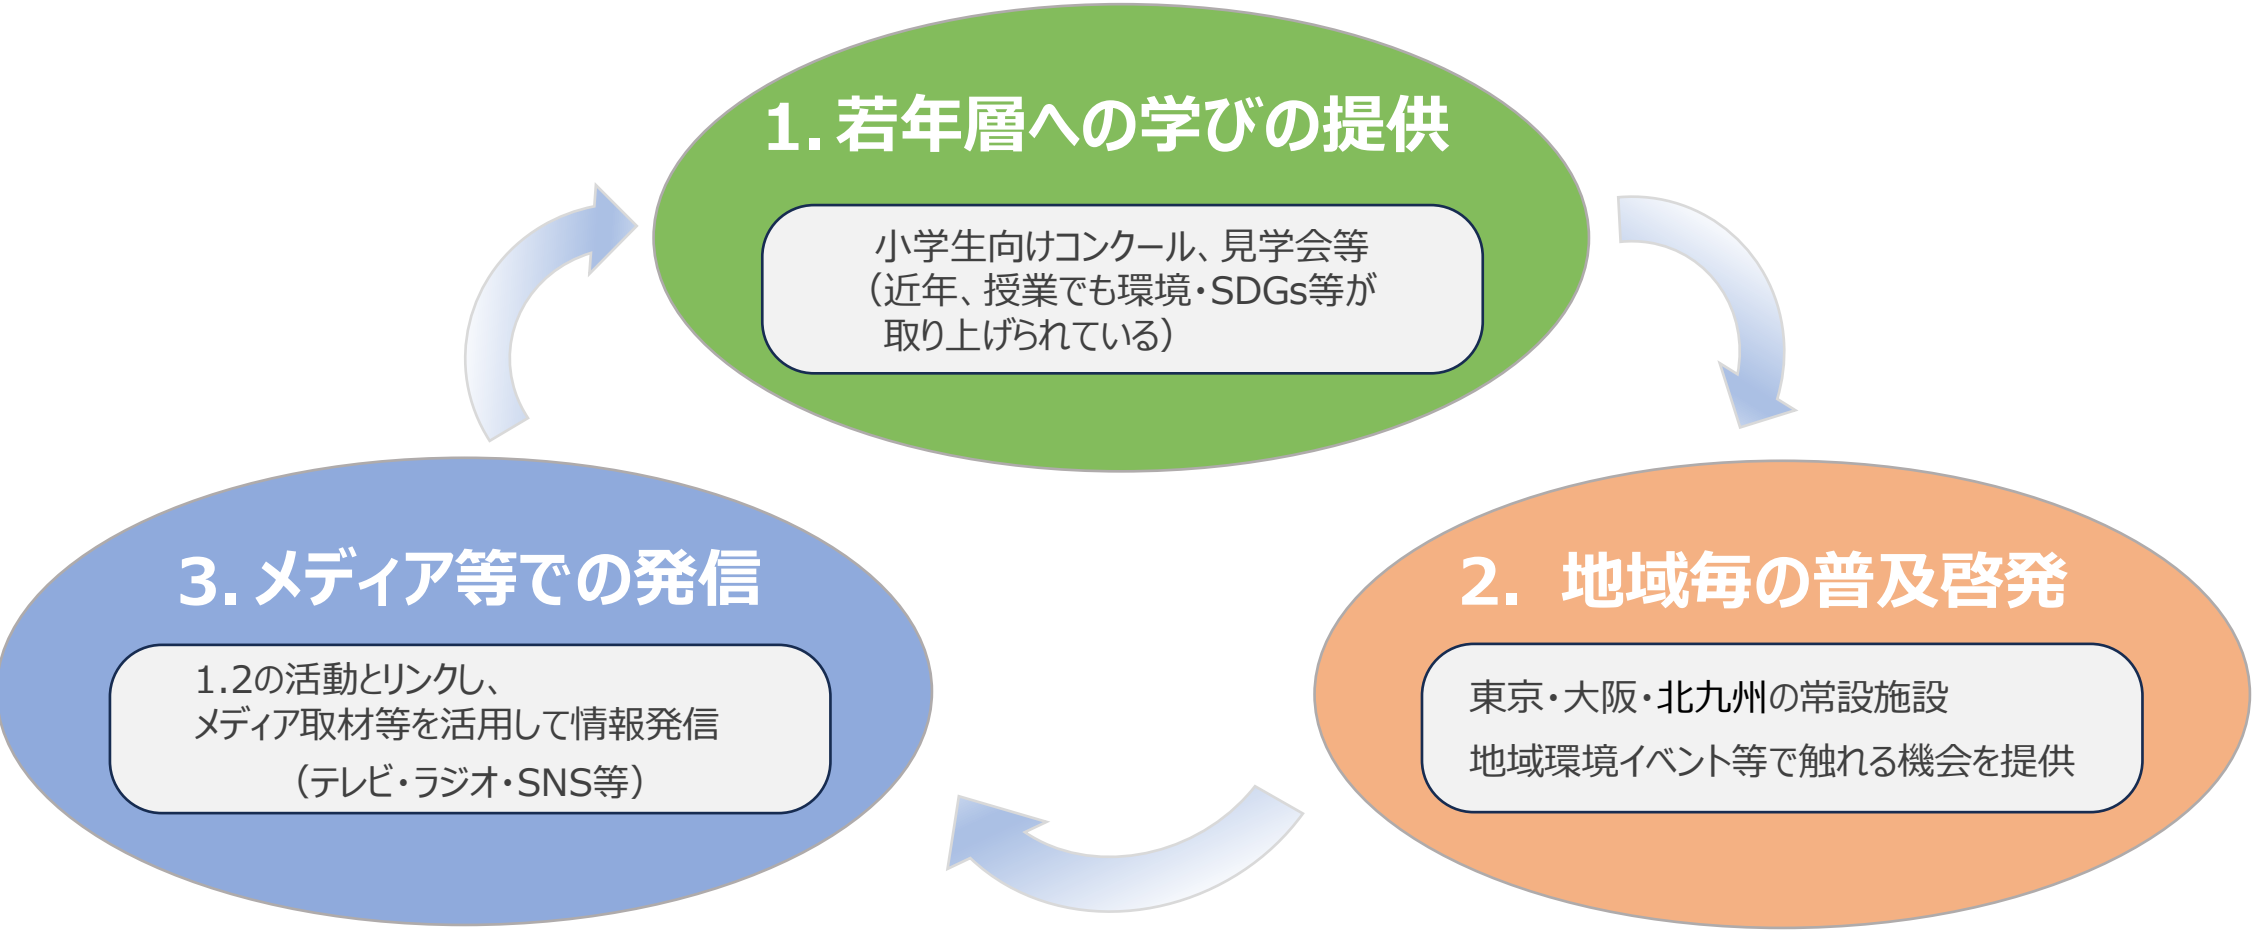 1.若年層への学びの提供
小学生向けコンクール、見学会等
（近年、授業でも環境・SDGs等が
取り上げられている）
2. 地域毎の普及啓発
東京・大阪・北九州の常設施設
地域環境イベント等で触れる機会を提供
3.メディア等での発信
1.2の活動とリンクし、
メディア取材等を活用して情報発信
（テレビ・ラジオ・SNS等）